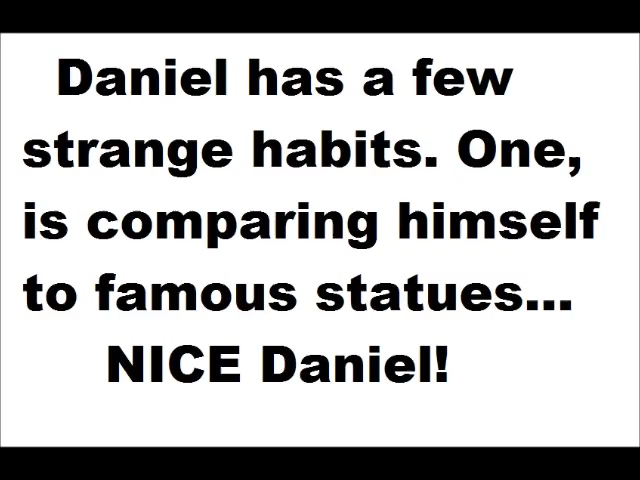 Daniel has a few
strange habits. One,
is comparing himself
to famous statues...
NICE Daniel!